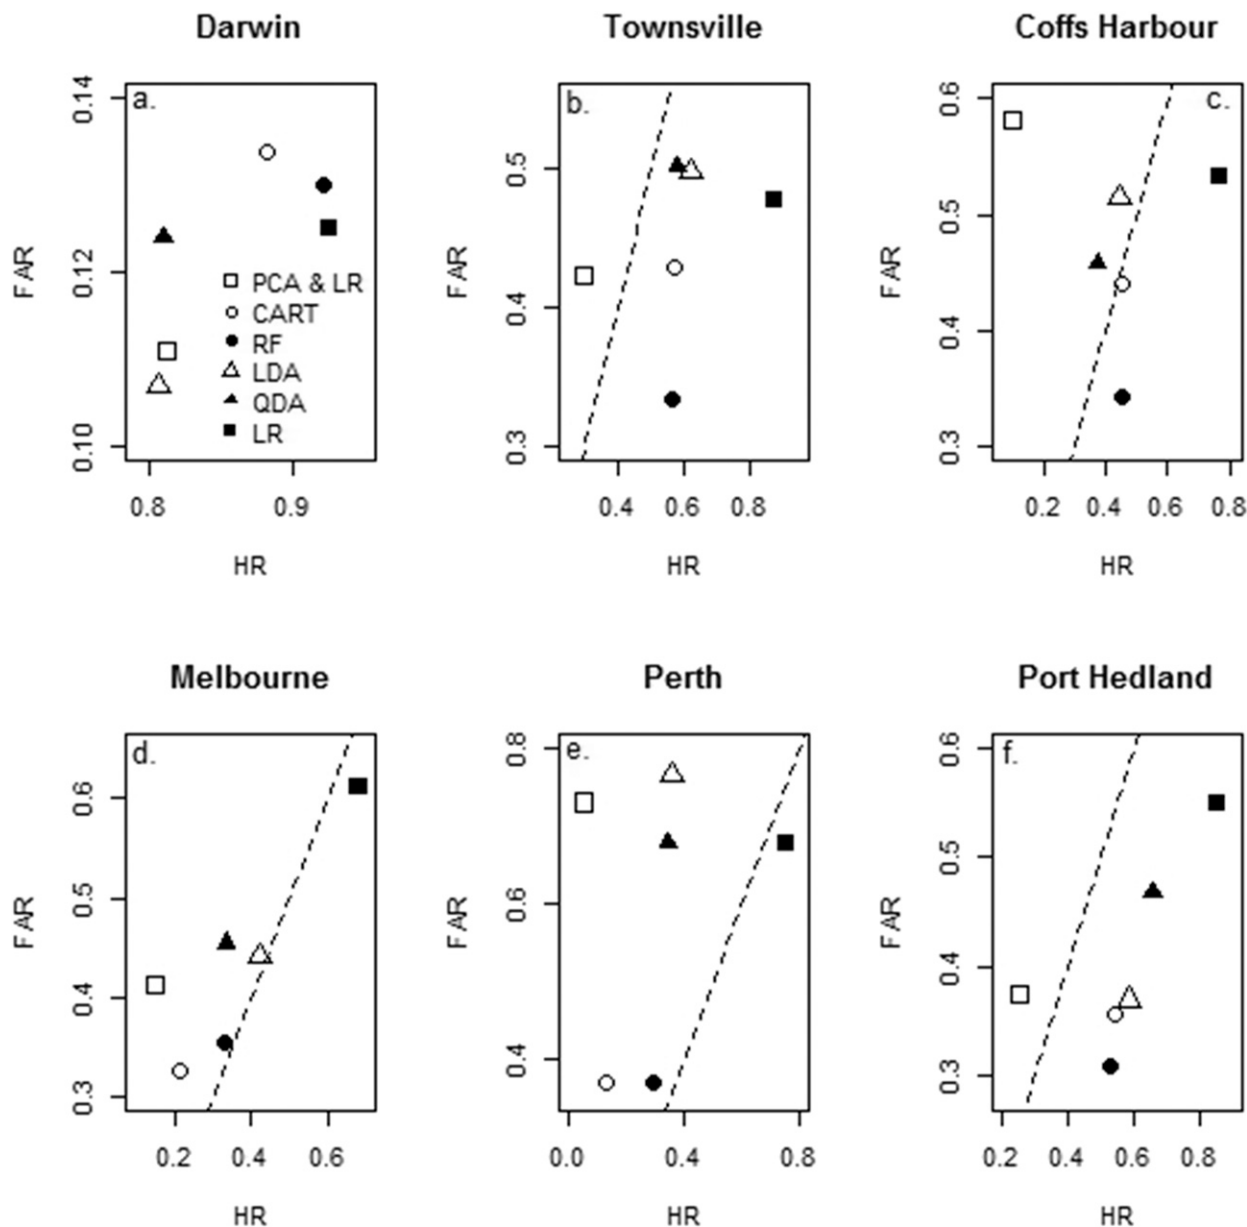 Darwin
a.
0.14
0.12
0.10
FAR
PCA & LR
CART
RF
LDA
QDA
LR
0.8 0.9
HR
Townsville
b.
0.5
0.4
0.3
FAR
0.4 0.6 0.8
HR
Coffs Harbour
c.
0.6
0.5
0.4
0.3
FAR
0.2 0.4 0.6 0.8
HR
Melbourne
d.
0.6
0.5
0.4
0.3
FAR
0.2 0.4 0.6
HR
Perth
e.
0.8
0.6
0.4
FAR
0.0 0.4 0.8
HR
Port Hedland
f.
0.6
0.5
0.4
0.3
FAR
0.2 0.4 0.6 0.8
HR